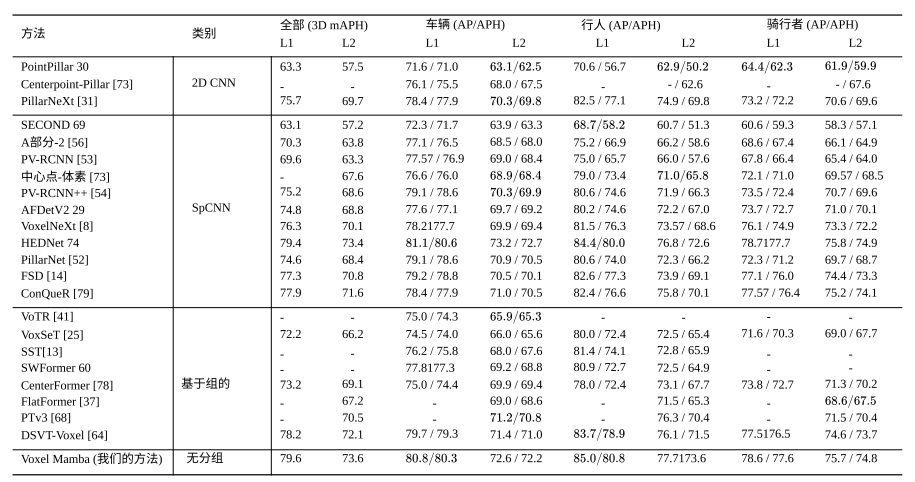 方法 类别 全部 (3D mAPH) 车辆 (AP/APH) 行人 (AP/APH) 骑行者 (AP/APH)
L1 L2 L1 L2 L1 L2 L1 L2
PointPillar 30 63.3 57.5 71.6 / 71.0 63.1/62.5 70.6 / 56.7 62.9/50.2 64.4/62.3 61.9/59.9
Centerpoint-Pillar [73] 2D CNN - - 76.1 / 75.5 68.0 / 67.5 - - / 62.6 - - / 67.6
PillarNeXt [31] 75.7 69.7 78.4 / 77.9 70.3/69.8 82.5 / 77.1 74.9 / 69.8 73.2 / 72.2 70.6 / 69.6
SECOND 69 63.1 57.2 72.3 / 71.7 63.9 / 63.3 68.7/58.2 60.7 / 51.3 60.6 / 59.3 58.3 / 57.1
A部分-2 [56] 70.3 63.8 77.1 / 76.5 68.5 / 68.0 75.2 / 66.9 66.2 / 58.6 68.6 / 67.4 66.1 / 64.9
PV-RCNN [53] 69.6 63.3 77.57 / 76.9 69.0 / 68.4 75.0 / 65.7 66.0 / 57.6 67.8 / 66.4 65.4 / 64.0
中心点-体素 [73] - 67.6 76.6 / 76.0 68.9/68.4 79.0 / 73.4 71.0/65.8 72.1 / 71.0 69.57 / 68.5
PV-RCNN++ [54] 75.2 68.6 79.1 / 78.6 70.3/69.9 80.6 / 74.6 71.9 / 66.3 73.5 / 72.4 70.7 / 69.6
AFDetV2 29 SpCNN 74.8 68.8 77.6 / 77.1 69.7 / 69.2 80.2 / 74.6 72.2 / 67.0 73.7 / 72.7 71.0 / 70.1
VoxelNeXt [8] 76.3 70.1 78.2177.7 69.9 / 69.4 81.5 / 76.3 73.57 / 68.6 76.1 / 74.9 73.3 / 72.2
HEDNet 74 79.4 73.4 81.1/80.6 73.2 / 72.7 84.4/80.0 76.8 / 72.6 78.7177.7 75.8 / 74.9
PillarNet [52] 74.6 68.4 79.1 / 78.6 70.9 / 70.5 80.6 / 74.0 72.3 / 66.2 72.3 / 71.2 69.7 / 68.7
FSD [14] 77.3 70.8 79.2 / 78.8 70.5 / 70.1 82.6 / 77.3 73.9 / 69.1 77.1 / 76.0 74.4 / 73.3
ConQueR [79] 77.9 71.6 78.4 / 77.9 71.0 / 70.5 82.4 / 76.6 75.8 / 70.1 77.57 / 76.4 75.2 / 74.1
VoTR [41] - - 75.0 / 74.3 65.9/65.3 - - - -
VoxSeT [25] 72.2 66.2 74.5 / 74.0 66.0 / 65.6 80.0 / 72.4 72.5 / 65.4 71.6 / 70.3 69.0 / 67.7
SST[13] - - 76.2 / 75.8 68.0 / 67.6 81.4 / 74.1 72.8 / 65.9 - -
SWFormer 60 - - 77.8177.3 69.2 / 68.8 80.9 / 72.7 72.5 / 64.9 - -
CenterFormer [78] 基于组的 73.2 69.1 75.0 / 74.4 69.9 / 69.4 78.0 / 72.4 73.1 / 67.7 73.8 / 72.7 71.3 / 70.2
FlatFormer [37] - 67.2 - 69.0 / 68.6 - 71.5 / 65.3 - 68.6/67.5
PTv3 [68] - 70.5 - 71.2/70.8 - 76.3 / 70.4 - 71.5 / 70.4
DSVT-Voxel [64] 78.2 72.1 79.7 / 79.3 71.4 / 71.0 83.7/78.9 76.1 / 71.5 77.5176.5 74.6 / 73.7
Voxel Mamba (我们的方法) 无分组 79.6 73.6 80.8/80.3 72.6 / 72.2 85.0/80.8 77.7173.6 78.6 / 77.6 75.7 / 74.8